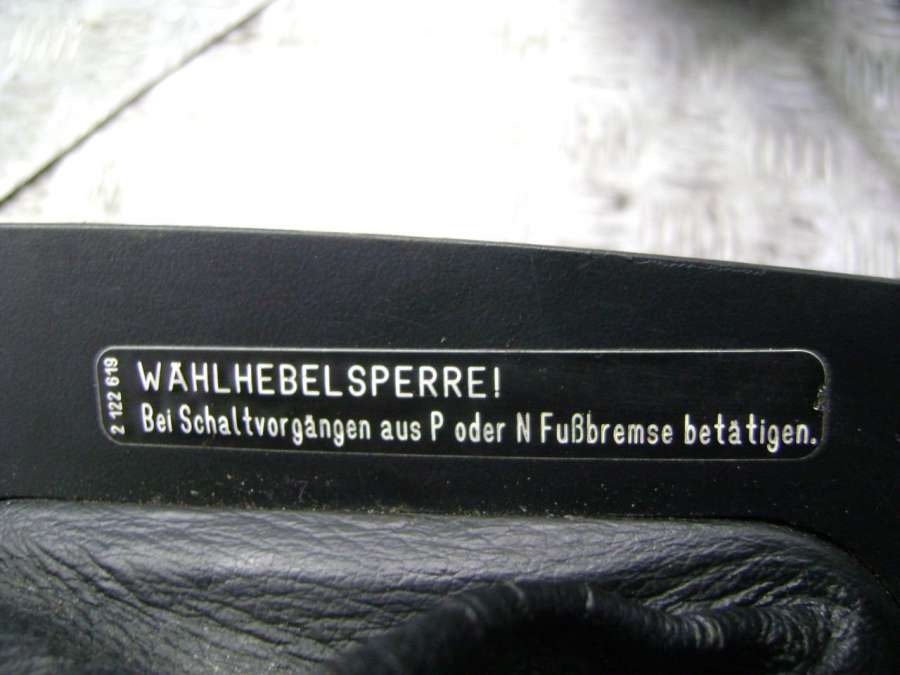 2 122 619
WÄHLHEBELSPERRE!
Bei Schaltvorgängen aus P oder N Fußbremse betätigen.